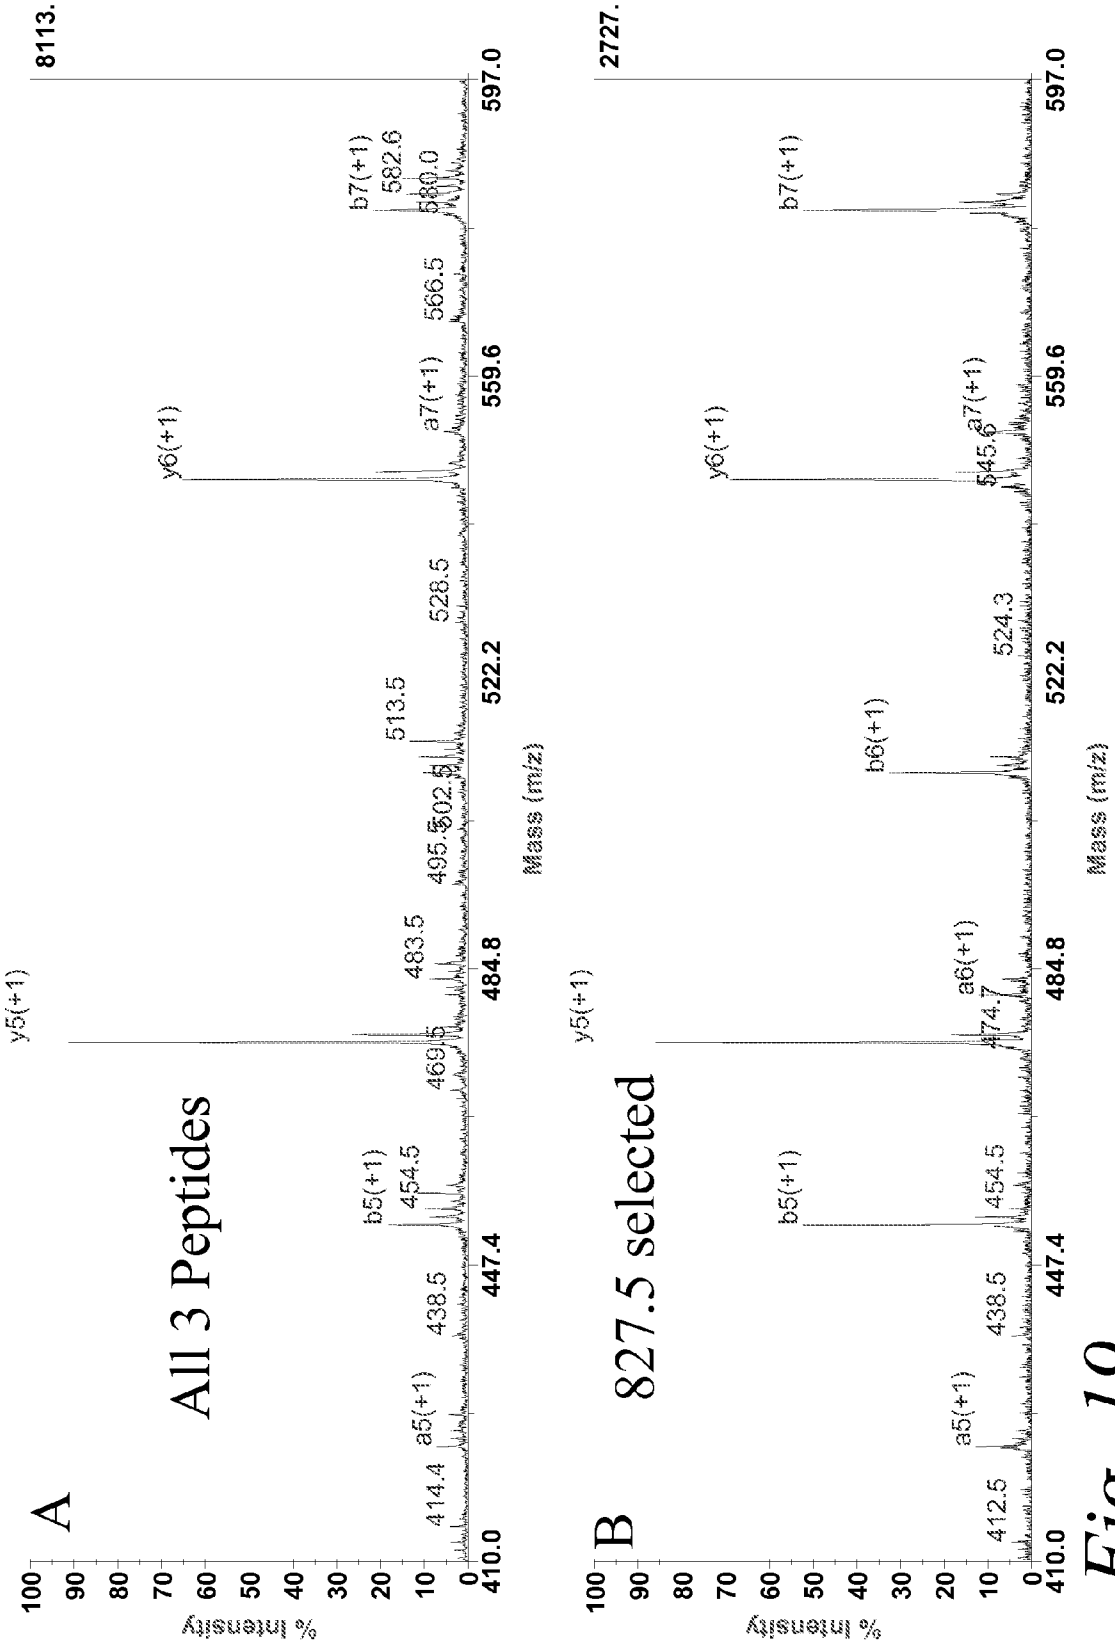 A
All 3 Peptides
8113.
% Intensity
100
90
80
70
60
50
40
30
20
10
0
414.4
a5(+1)
438.5
b5(+1)
454.5
469.5
y5(+1)
483.5
495.5
502.5
513.5
528.5
y6(+1)
a7(+1)
566.5
b7(+1)
582.6
580.0
410.0
447.4
484.8
522.2
559.6
597.0
Mass (m/z)
B
827.5 selected
2727.
% Intensity
100
90
80
70
60
50
40
30
20
10
0
412.5
a5(+1)
438.5
b5(+1)
454.5
y5(+1)
474.7
a6(+1)
b6(+1)
524.3
y6(+1)
545.6
a7(+1)
b7(+1)
410.0
447.4
484.8
522.2
559.6
597.0
Mass (m/z)